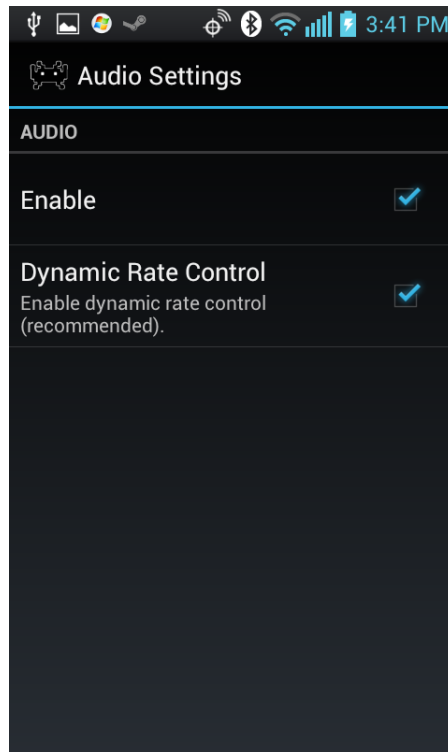 3:41 PM
Audio Settings
AUDIO
Enable
Dynamic Rate Control
Enable dynamic rate control
(recommended).